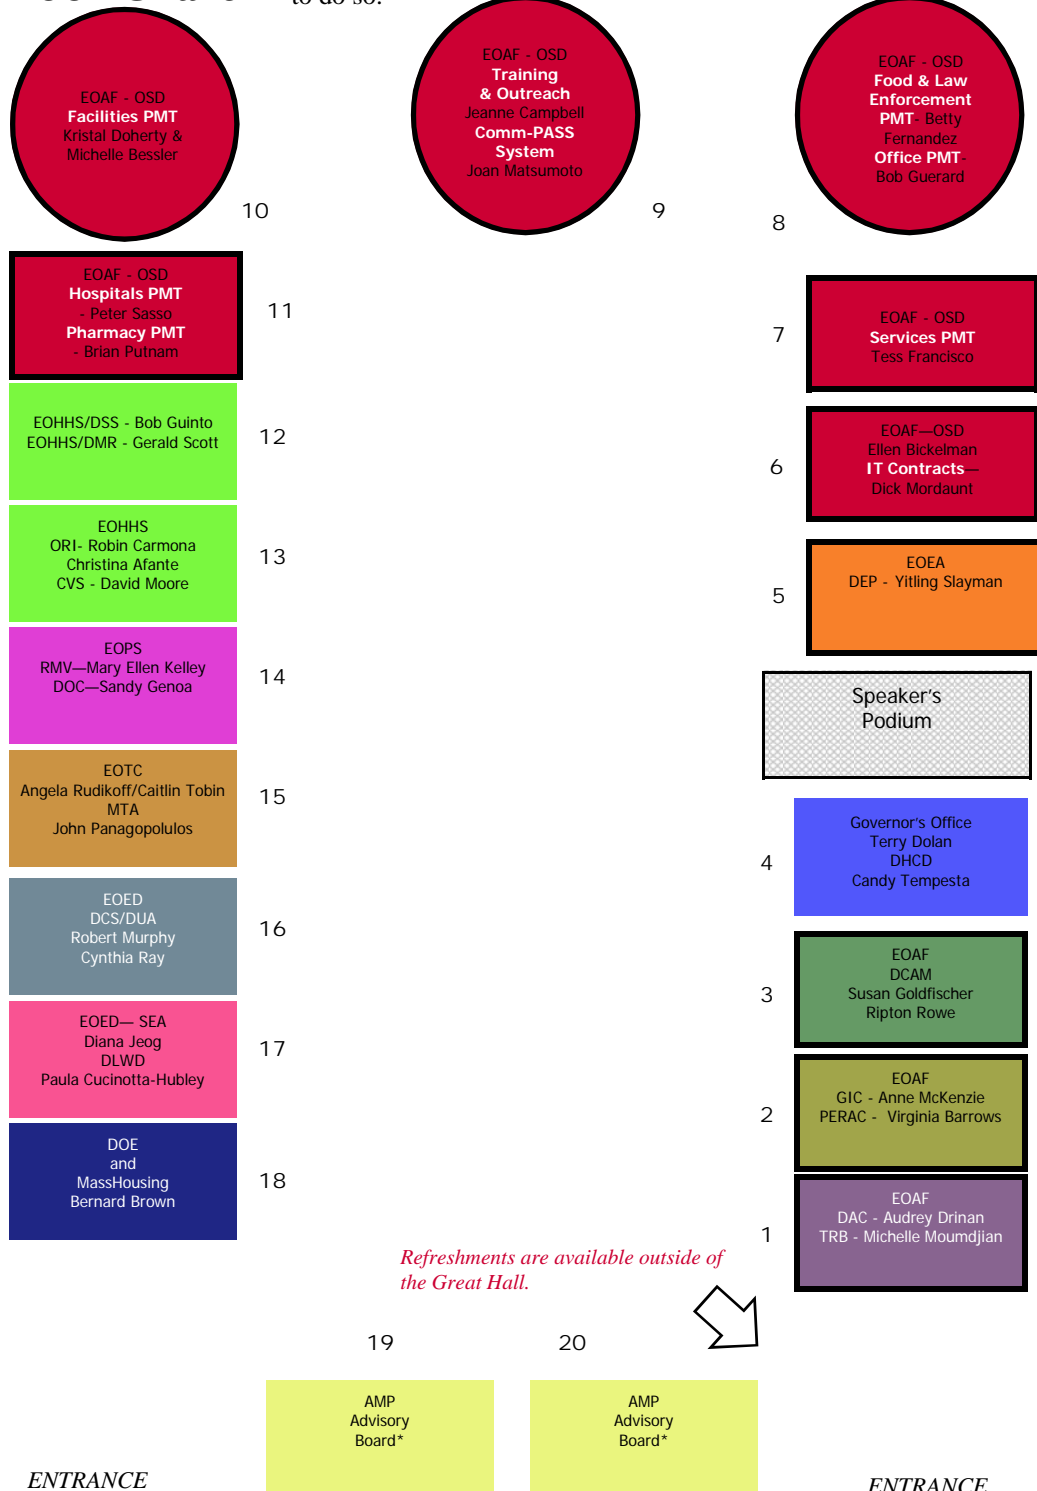 to do so.
EOAF - OSD
Facilities PMT
Kristal Doherty &
Michelle Bessler
10
EOAF - OSD
Training
& Outreach
Jeanne Campbell
Comm-PASS
System
Joan Matsumoto
9
EOAF - OSD
Food & Law
Enforcement
PMT- Betty
Fernandez
Office PMT-
Bob Guerard
8
EOAF - OSD
Hospitals PMT
- Peter Sasso
Pharmacy PMT
- Brian Putnam
11
EOAF - OSD
Services PMT
Tess Francisco
7
EOHHS/DSS - Bob Guinto
EOHHS/DMR - Gerald Scott
12
EOAF—OSD
Ellen Bickelman
IT Contracts—
Dick Mordaunt
6
EOHHS
ORI- Robin Carmona
Christina Afante
CVS - David Moore
13
EOEA
DEP - Yitling Slayman
5
EOPS
RMV—Mary Ellen Kelley
DOC—Sandy Genoa
14
Speaker's
Podium
EOTC
Angela Rudikoff/Caitlin Tobin
MTA
John Panagopolulos
15
Governor's Office
Terry Dolan
DHCD
Candy Tempesta
4
EOED
DCS/DUA
Robert Murphy
Cynthia Ray
16
EOAF
DCAM
Susan Goldfischer
Ripton Rowe
3
EOED— SEA
Diana Jeog
DLWD
Paula Cucinotta-Hubley
17
EOAF
GIC - Anne McKenzie
PERAC - Virginia Barrows
2
DOE
and
MassHousing
Bernard Brown
18
EOAF
DAC - Audrey Drinan
TRB - Michelle Moumdjian
1
Refreshments are available outside of
the Great Hall.
19
20
AMP
Advisory
Board*
AMP
Advisory
Board*
ENTRANCE
ENTRANCE